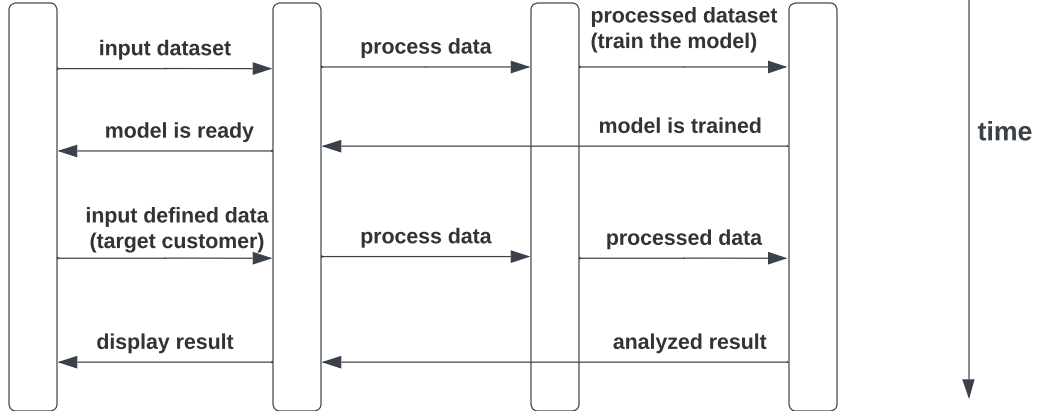 input dataset
process data
processed dataset
(train the model)
model is ready
model is trained
time
input defined data
(target customer)
process data
processed data
display result
analyzed result